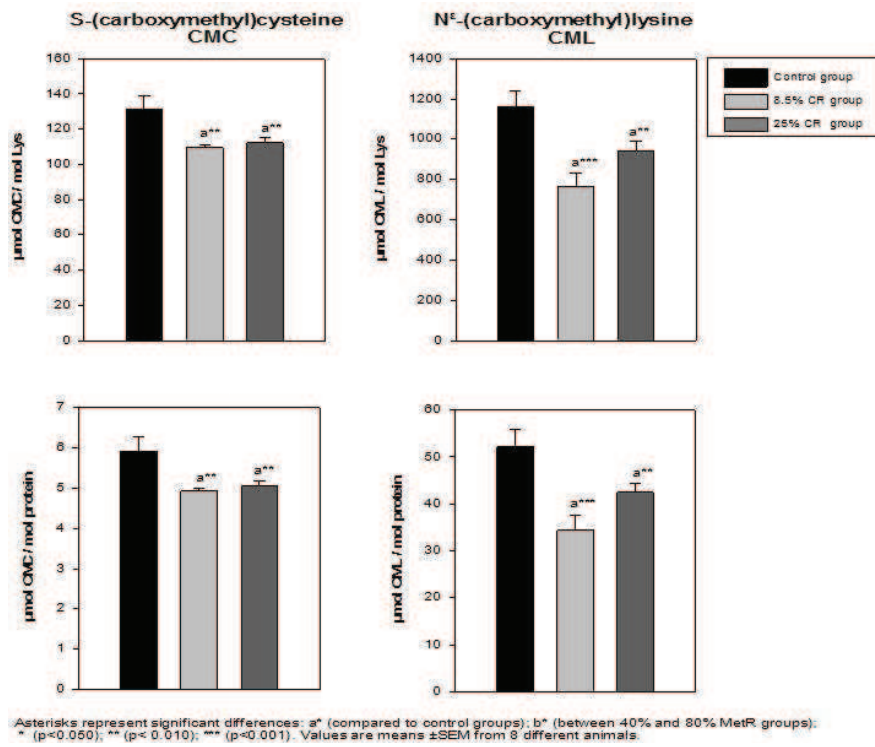 S-(carboxymethyl)cysteine
CMC
Nᵋ-(carboxymethyl)lysine
CML
Control group
8.5% CR group
25% CR group
µmol CMC / mol Lys
160
140
120
100
80
60
40
20
0
a**
a**
µmol CML / mol Lys
1400
1200
1000
800
600
400
200
0
a***
a**
µmol CMC / mol protein
7
6
5
4
3
2
1
0
a**
a**
µmol CML / mol protein
60
50
40
30
20
10
0
a***
a**
Asterisks represent significant differences: a* (compared to control groups); b* (between 40% and 80% MetR groups);
* (p<0.050); ** (p< 0.010); *** (p<0.001). Values are means ±SEM from 8 different animals.